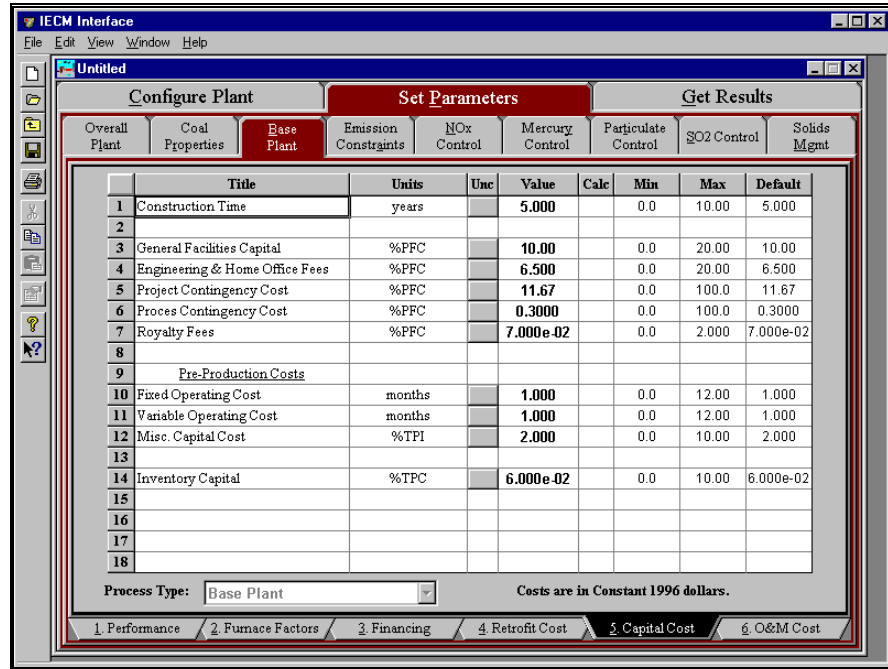 IECM Interface
File Edit View Window Help
Untitled
Configure Plant Set Parameters Get Results
Overall Plant Coal Properties Base Plant Emission Constraints NOx Control Mercury Control Particulate Control SO2 Control Solids Mgmt
Title Units Unc Value Calc Min Max Default
1 Construction Time years 5.000 0.0 10.00 5.000
2
3 General Facilities Capital %PFC 10.00 0.0 20.00 10.00
4 Engineering & Home Office Fees %PFC 6.500 0.0 20.00 6.500
5 Project Contingency Cost %PFC 11.67 0.0 100.0 11.67
6 Proces Contingency Cost %PFC 0.3000 0.0 100.0 0.3000
7 Royalty Fees %PFC 7.000e-02 0.0 2.000 7.000e-02
8
9 Pre-Production Costs
10 Fixed Operating Cost months 1.000 0.0 12.00 1.000
11 Variable Operating Cost months 1.000 0.0 12.00 1.000
12 Misc. Capital Cost %TPI 2.000 0.0 10.00 2.000
13
14 Inventory Capital %TPC 6.000e-02 0.0 10.00 6.000e-02
15
16
17
18
Process Type: Base Plant Costs are in Constant 1996 dollars.
1. Performance 2. Furnace Factors 3. Financing 4. Retrofit Cost 5. Capital Cost 6. O&M Cost